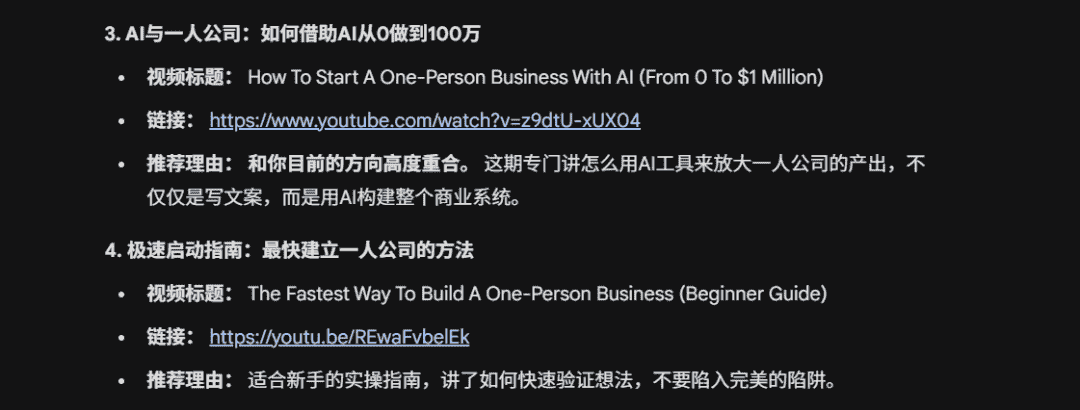 3. AI与一人公司：如何借助AI从0做到100万
• 视频标题： How To Start A One-Person Business With AI (From 0 To $1 Million)
• 链接： https://www.youtube.com/watch?v=z9dtU-xUX04
• 推荐理由： 和你目前的方向高度重合。 这期专门讲怎么用AI工具来放大一人公司的产出，不
仅仅是写文案，而是用AI构建整个商业系统。
4. 极速启动指南：最快建立一人公司的方法
• 视频标题： The Fastest Way To Build A One-Person Business (Beginner Guide)
• 链接： https://youtu.be/REwaFvbelEk
• 推荐理由： 适合新手的实操指南，讲了如何快速验证想法，不要陷入完美的陷阱。